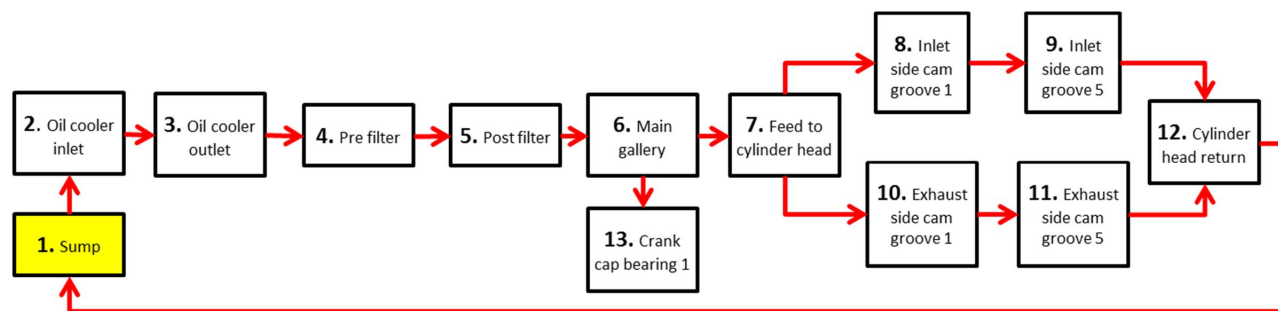 8. Inlet
side cam
groove 1
9. Inlet
side cam
groove 5
2. Oil cooler
inlet
3. Oil cooler
outlet
4. Pre filter
5. Post filter
6. Main
gallery
7. Feed to
cylinder head
12. Cylinder
head return
10. Exhaust
side cam
groove 1
11. Exhaust
side cam
groove 5
1. Sump
13. Crank
cap bearing 1